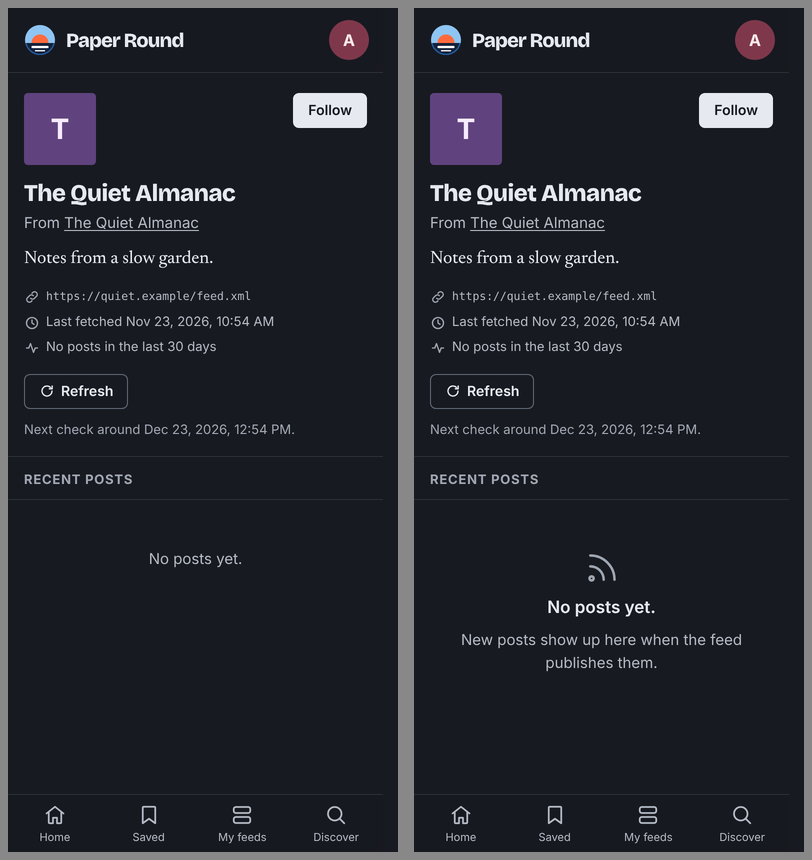 Paper Round
A
T
Follow
The Quiet Almanac
From The Quiet Almanac
Notes from a slow garden.
https://quiet.example/feed.xml
Last fetched Nov 23, 2026, 10:54 AM
No posts in the last 30 days
Refresh
Next check around Dec 23, 2026, 12:54 PM.
RECENT POSTS
No posts yet.
Home
Saved
My feeds
Discover
Paper Round
A
T
Follow
The Quiet Almanac
From The Quiet Almanac
Notes from a slow garden.
https://quiet.example/feed.xml
Last fetched Nov 23, 2026, 10:54 AM
No posts in the last 30 days
Refresh
Next check around Dec 23, 2026, 12:54 PM.
RECENT POSTS
No posts yet.
New posts show up here when the feed
publishes them.
Home
Saved
My feeds
Discover